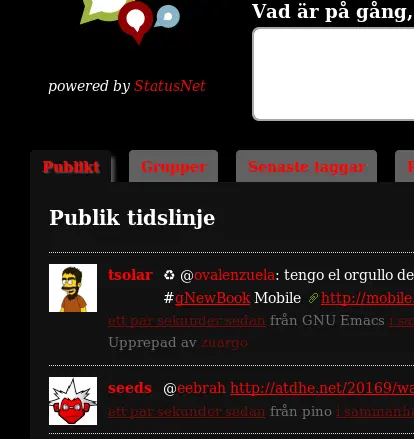 Vad är på gång,
powered by StatusNet
Publikt Grupper Senaste taggar
Publik tidslinje
tsolar ♻ @ovalenzuela: tengo el orgullo de
#gNewBook Mobile http://mobile.
ett par sekunder sedan från GNU Emacs i sa
Upprepad av zuargo
seeds @eebrah http://atdhe.net/20169/wa
ett par sekunder sedan från pino i sammanh